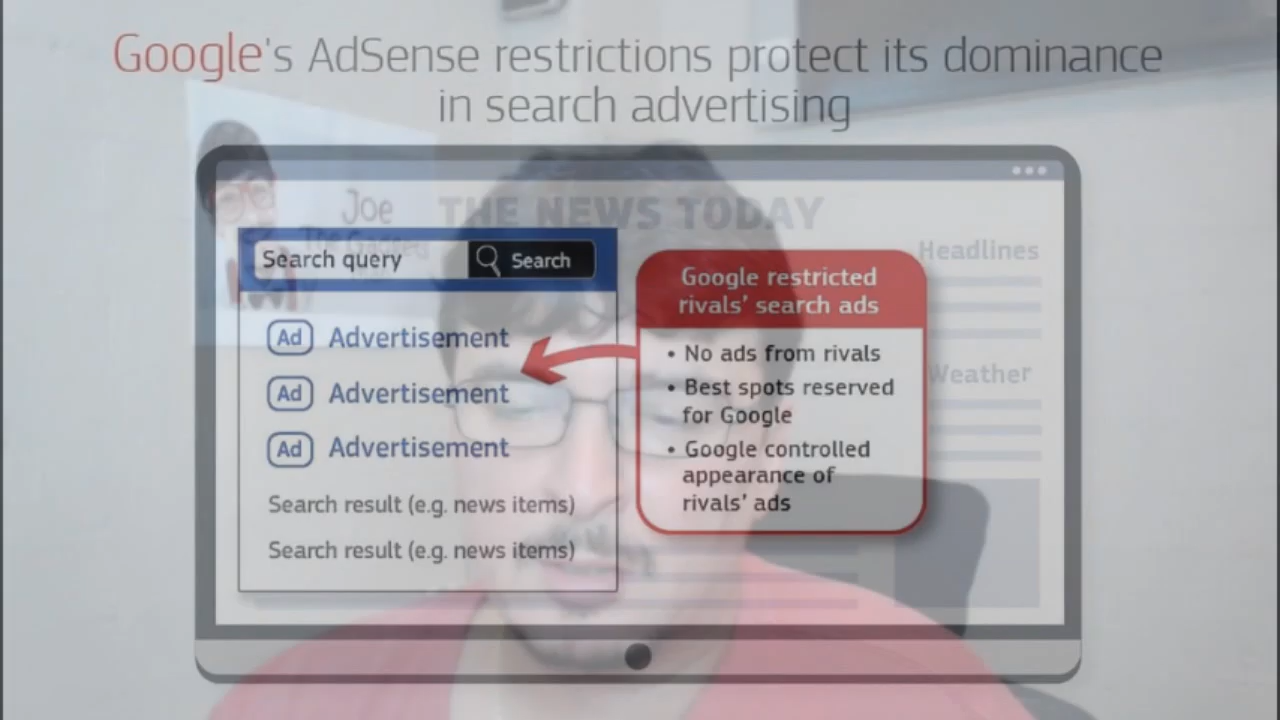 Google's AdSense restrictions protect its dominance
in search advertising
Joe
THE NEWS TODAY
The Gadget
Search query
Search
Headlines
Google restricted
rivals' search ads
Ad Advertisement
• No ads from rivals
Weather
• Best spots reserved
for Google
Ad Advertisement
• Google controlled
appearance of
rivals' ads
Ad Advertisement
Search result (e.g. news items)
Search result (e.g. news items)